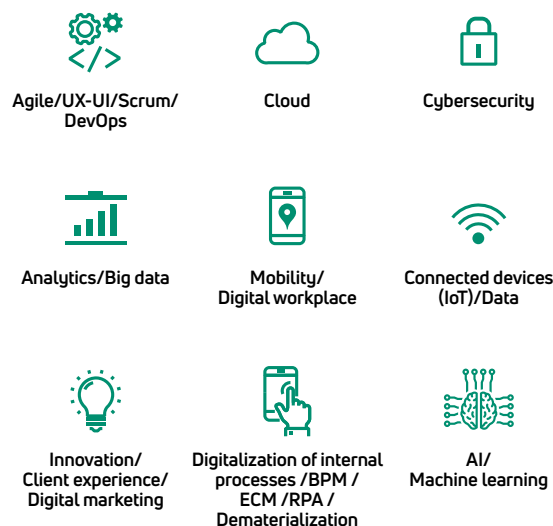 </>
Agile/UX-UI/Scrum/
DevOps
Cloud
Cybersecurity
Analytics/Big data
Mobility/
Digital workplace
Connected devices
(IoT)/Data
Innovation/
Client experience/
Digital marketing
Digitalization of internal
processes /BPM /
ECM /RPA /
Dematerialization
AI/
Machine learning